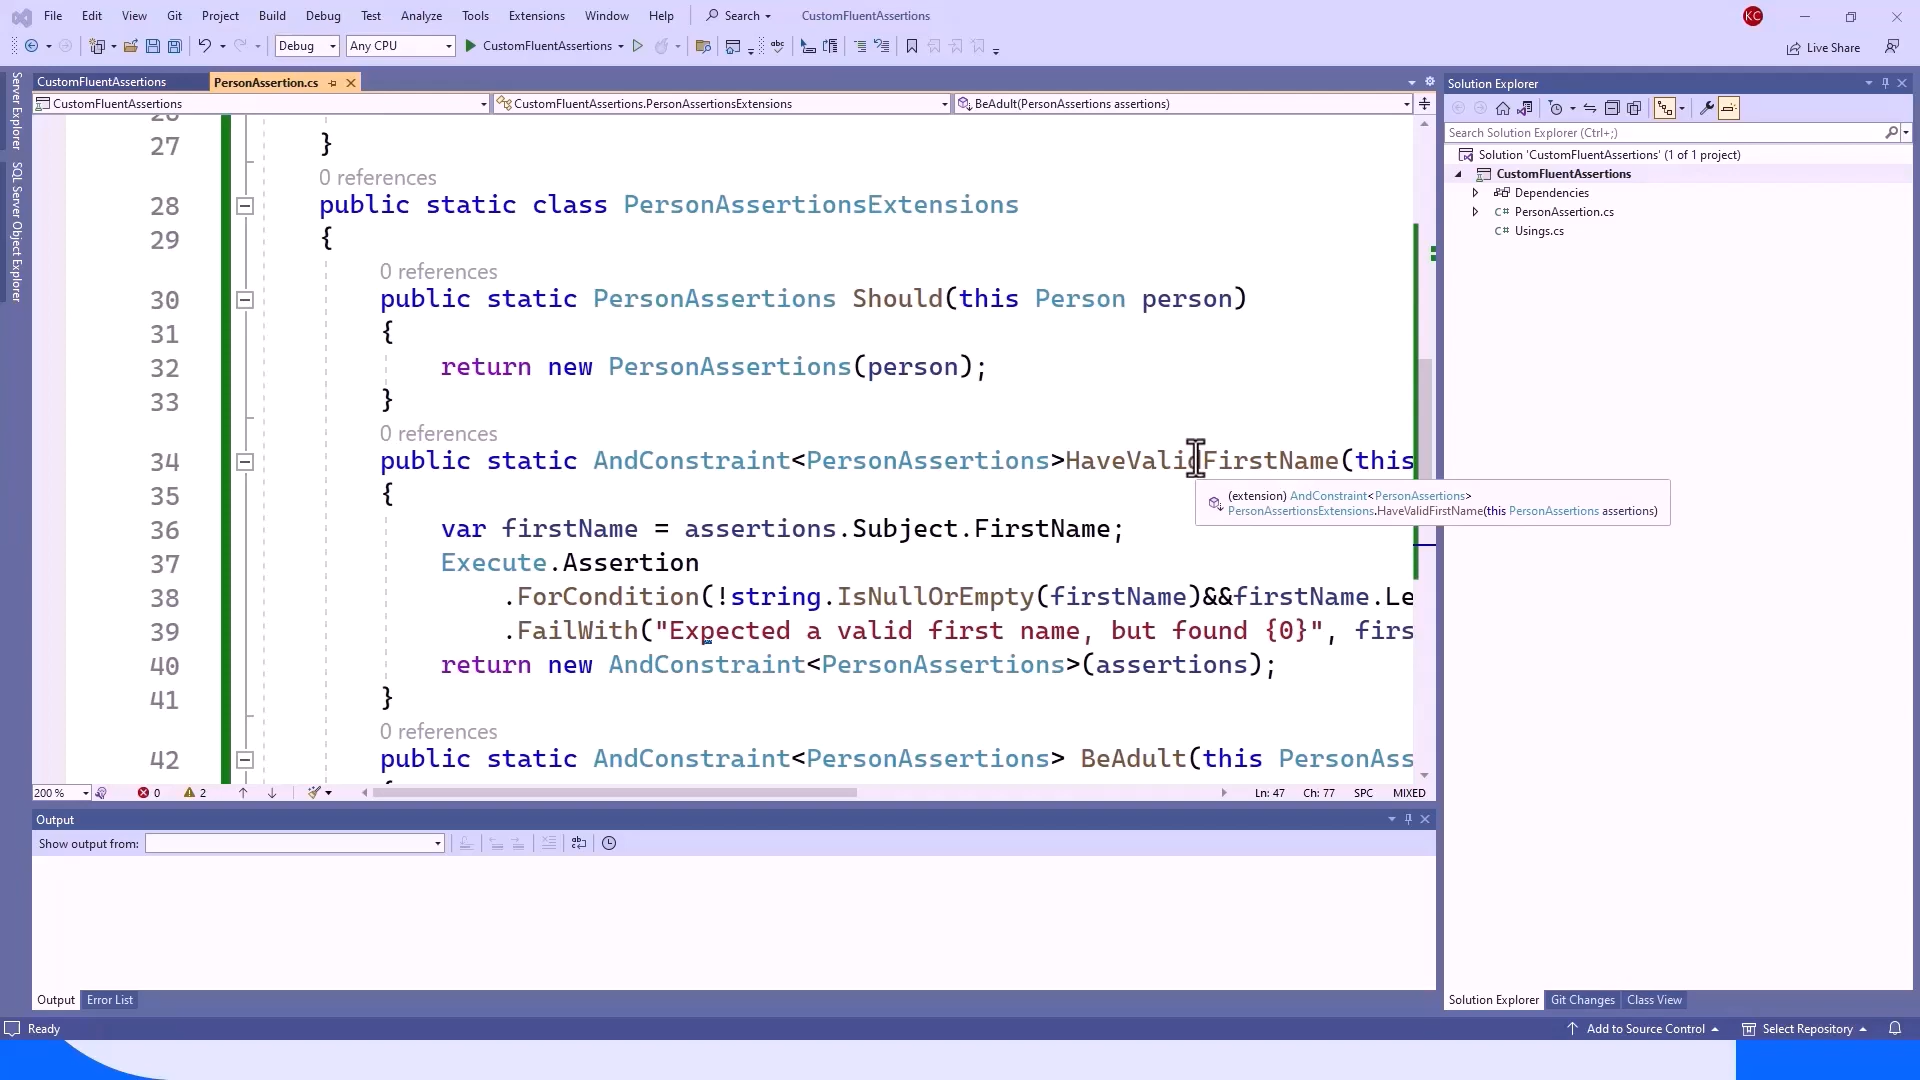 File Edit View Git Project Build Debug Test Analyze Tools Extensions Window Help Search CustomFluentAssertions KC
Debug Any CPU CustomFluentAssertions Live Share
Server Explorer
SQL Server Object Explorer
CustomFluentAssertions PersonAssertion.cs
CustomFluentAssertions CustomFluentAssertions.PersonAssertionsExtensions BeAdult(PersonAssertions assertions)
26
27 }
0 references
28 public static class PersonAssertionsExtensions
29 {
0 references
30 public static PersonAssertions Should(this Person person)
31 {
32 return new PersonAssertions(person);
33 }
0 references
34 public static AndConstraint<PersonAssertions>HaveValidFirstName(this
35 {
(extension) AndConstraint<PersonAssertions>
PersonAssertionsExtensions.HaveValidFirstName(this PersonAssertions assertions)
36 var firstName = assertions.Subject.FirstName;
37 Execute.Assertion
38 .ForCondition(!string.IsNullOrEmpty(firstName)&&firstName.Le
39 .FailWith("Expected a valid first name, but found {0}", firs
40 return new AndConstraint<PersonAssertions>(assertions);
41 }
0 references
42 public static AndConstraint<PersonAssertions> BeAdult(this PersonAss
200 % 0 2 Ln: 47 Ch: 77 SPC MIXED
Output
Show output from:
Output Error List
Solution Explorer
Search Solution Explorer (Ctrl+;)
Solution 'CustomFluentAssertions' (1 of 1 project)
CustomFluentAssertions
Dependencies
C# PersonAssertion.cs
C# Usings.cs
Solution Explorer Git Changes Class View
Ready Add to Source Control Select Repository